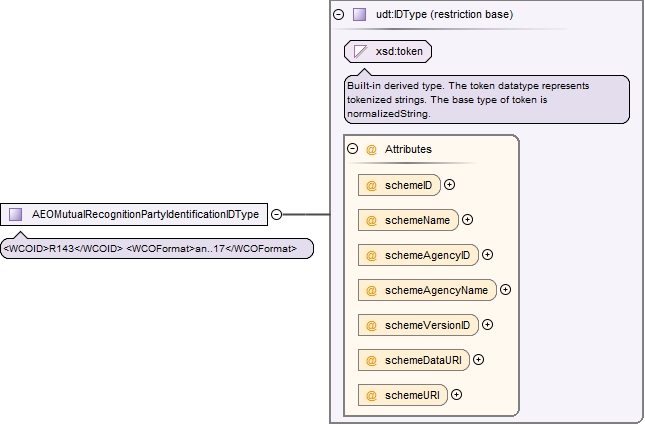 udt:IDType (restriction base)
xsd:token
Built-in derived type. The token datatype represents
tokenized strings. The base type of token is
normalizedString.
@ Attributes
@ schemeID
@ schemeName
@ schemeAgencyID
@ schemeAgencyName
@ schemeVersionID
@ schemeDataURI
@ schemeURI
AEOMutualRecognitionPartyIdentificationIDType
<WCOID>R143</WCOID> <WCOFormat>an..17</WCOFormat>